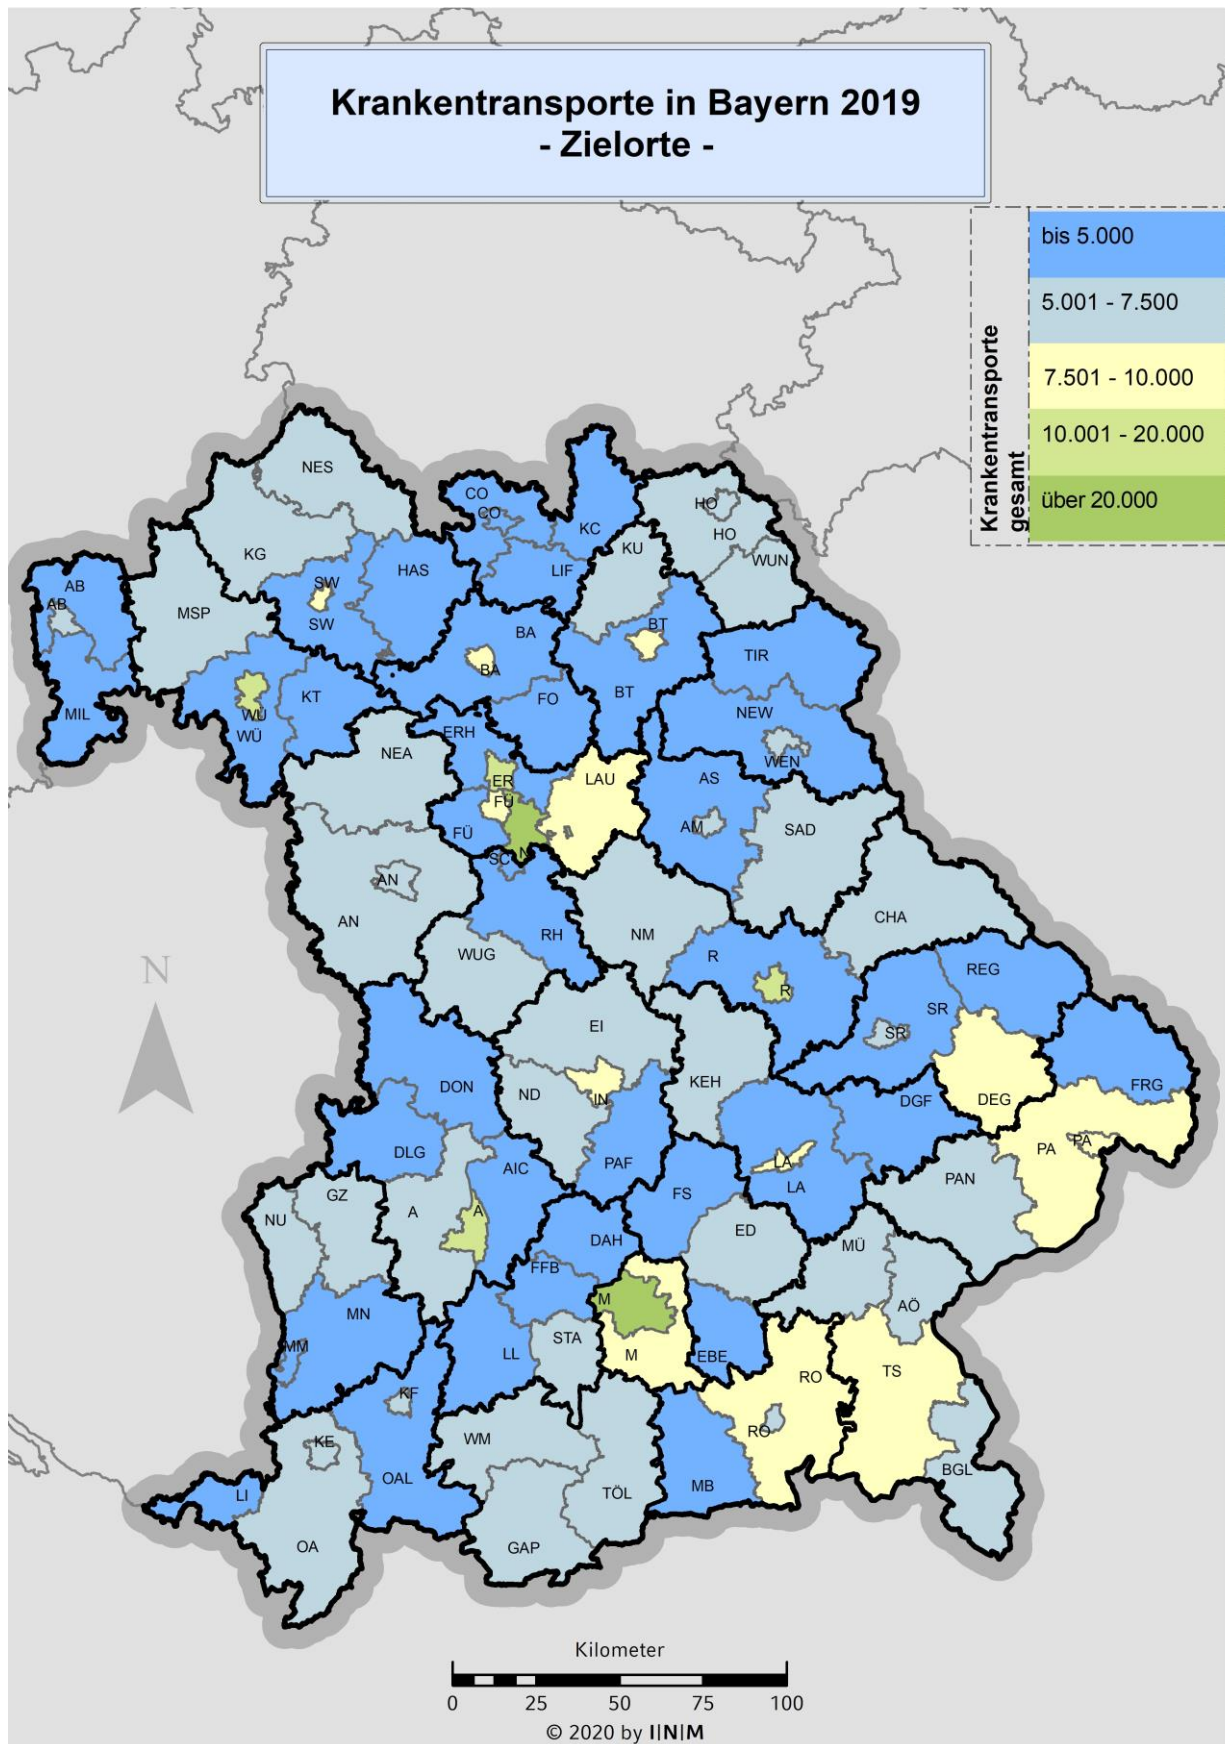 Krankentransporte in Bayern 2019
- Zielorte -
bis 5.000
5.001 - 7.500
7.501 - 10.000
10.001 - 20.000
über 20.000
Krankentransporte
gesamt
NES
CO
CO
KC
HO
HO
KG
KU
WUN
AB
HAS
LIF
SW
AB
MSP
SW
BT
BA
TIR
BA
KT
FO
BT
MIL
WÜ
NEW
WÜ
ERH
NEA
WEN
LAU
AS
ER
FÜ
AM
SAD
FÜ
N
SC
AN
CHA
AN
RH
NM
WUG
R
REG
R
SR
EI
SR
KEH
DON
FRG
ND
IN
DGF
DEG
DLG
PA
PA
AIC
PAF
LA
GZ
FS
LA
PAN
NU
A
A
ED
DAH
MÜ
FFB
M
AÖ
MN
STA
MM
LL
M
EBE
TS
RO
KF
RO
KE
WM
BGL
OAL
MB
LI
TÖL
OA
GAP
N
Kilometer
0 25 50 75 100
© 2020 by I|N|M